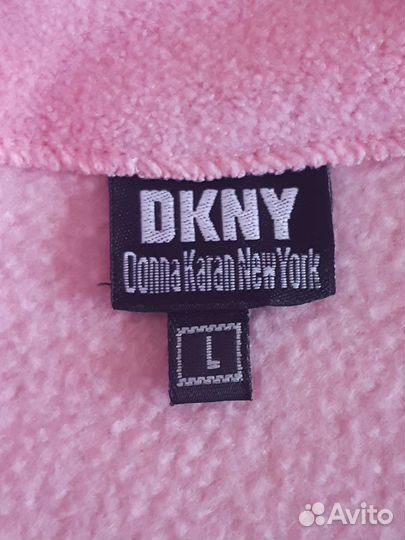 DKNY
Donna Karan New York
L
Avito